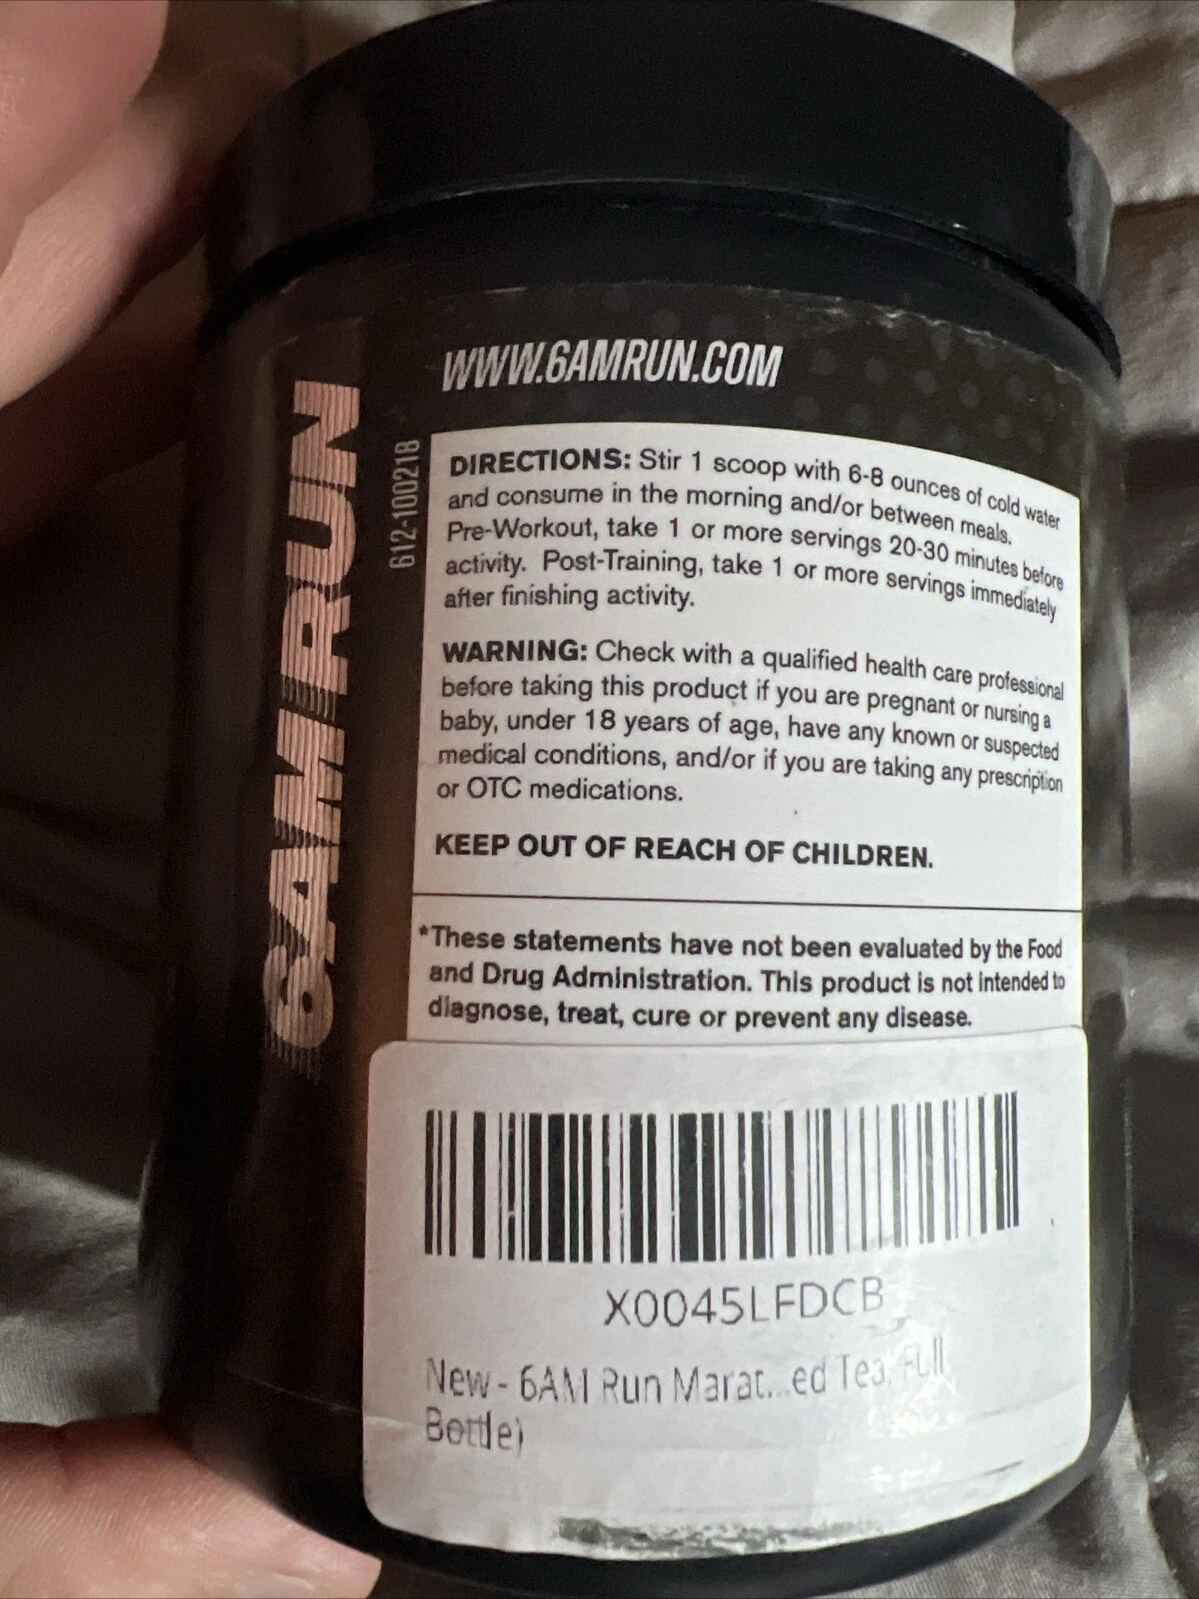 WWW.6AMRUN.COM
6AM RUN
612-10021B
DIRECTIONS: Stir 1 scoop with 6-8 ounces of cold water
and consume in the morning and/or between meals.
Pre-Workout, take 1 or more servings 20-30 minutes before
activity. Post-Training, take 1 or more servings immediately
after finishing activity.
WARNING: Check with a qualified health care professional
before taking this product if you are pregnant or nursing a
baby, under 18 years of age, have any known or suspected
medical conditions, and/or if you are taking any prescription
or OTC medications.
KEEP OUT OF REACH OF CHILDREN.
*These statements have not been evaluated by the Food
and Drug Administration. This product is not intended to
diagnose, treat, cure or prevent any disease.
X0045LFDCB
New - 6AM Run Marat...ed Tea, Full
Bottle)